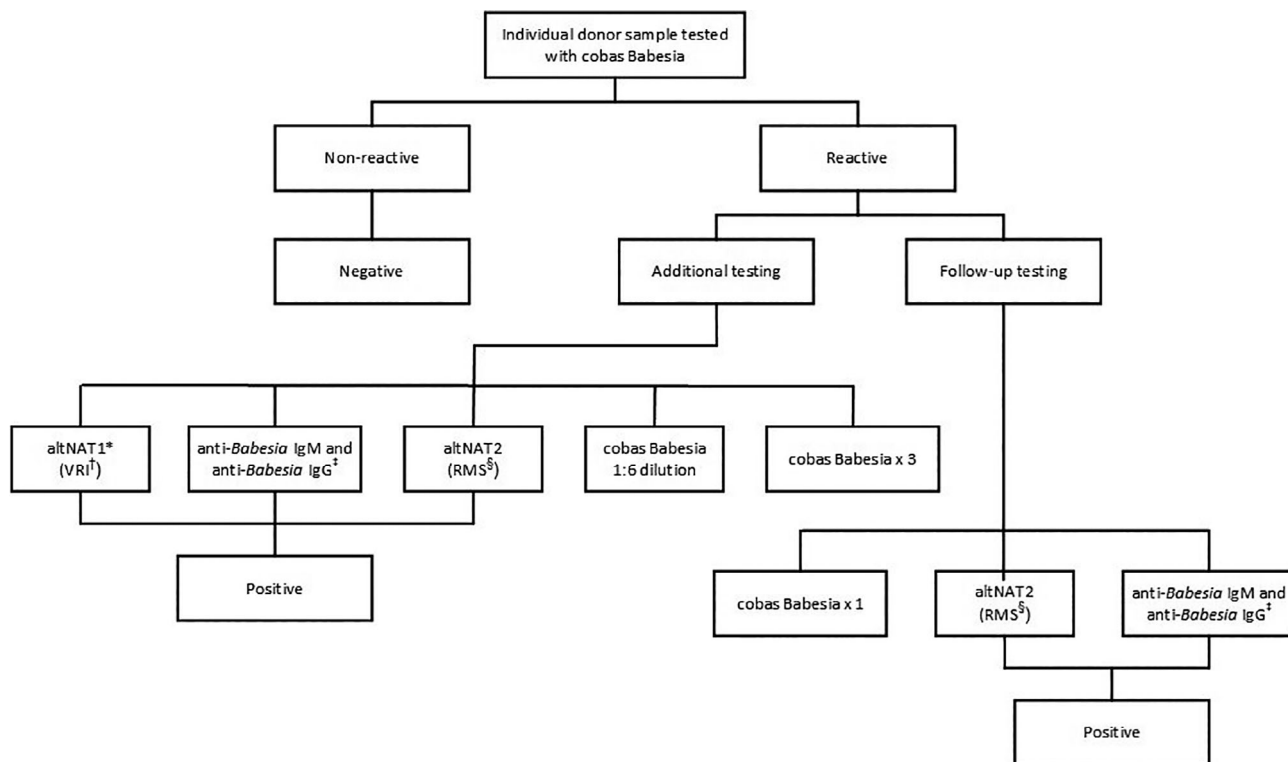 Individual donor sample tested
with cobas Babesia
Non-reactive
Reactive
Negative
Additional testing
Follow-up testing
altNAT1*
(VRI†)
anti-Babesia IgM and
anti-Babesia IgG‡
altNAT2
(RMS§)
cobas Babesia
1:6 dilution
cobas Babesia x 3
Positive
cobas Babesia x 1
altNAT2
(RMS§)
anti-Babesia IgM and
anti-Babesia IgG‡
Positive